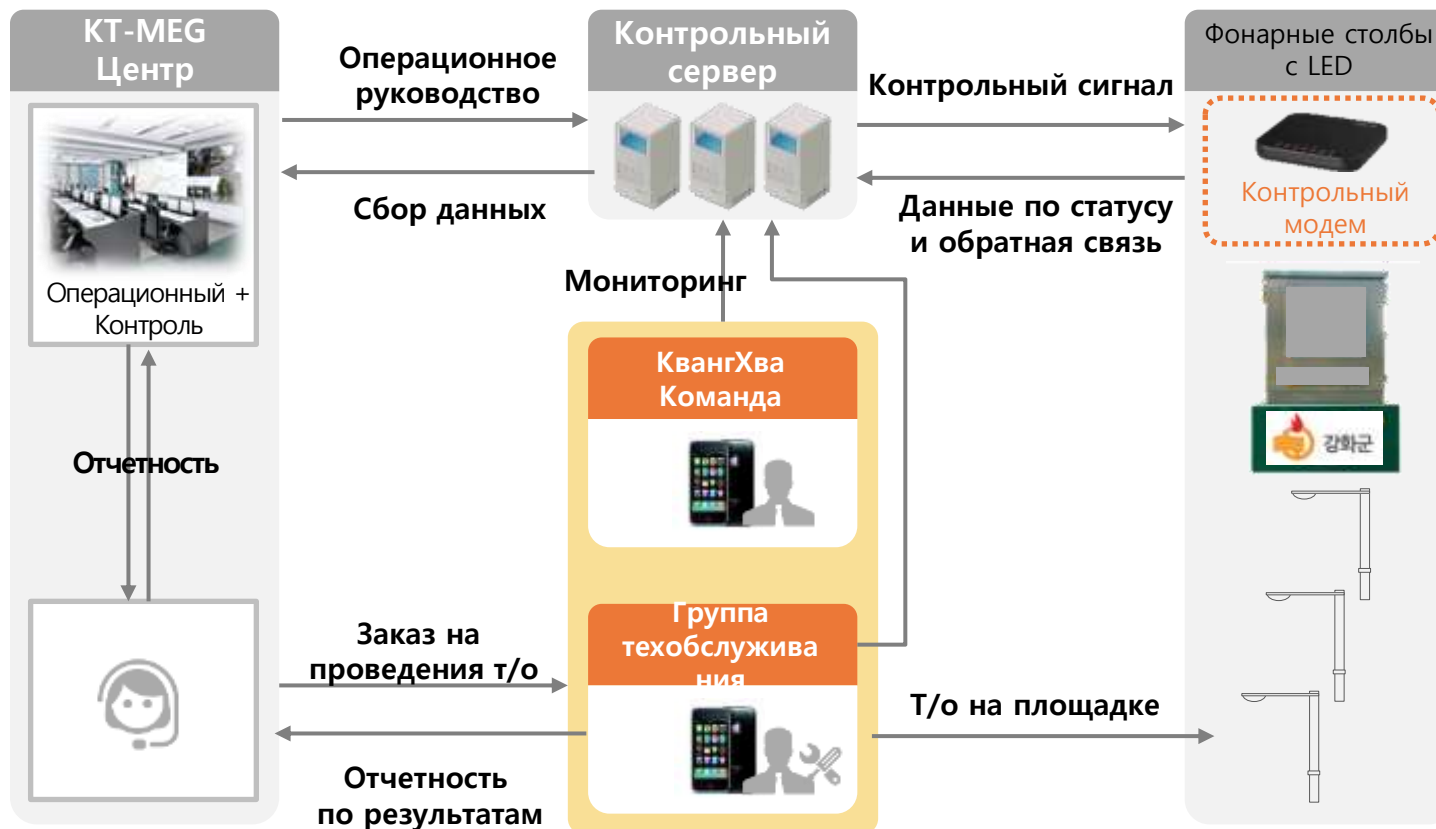 KT-MEG
Центр
Операционное
руководство
Контрольный
сервер
Контрольный сигнал
Фонарные столбы
с LED
Контрольный
модем
Сбор данных
Данные по статусу
и обратная связь
Операционный +
Контроль
Мониторинг
КвангХва
Команда
강화군
Отчетность
Группа
техобслужива
ния
Заказ на
проведения т/о
Т/о на площадке
Отчетность
по результатам